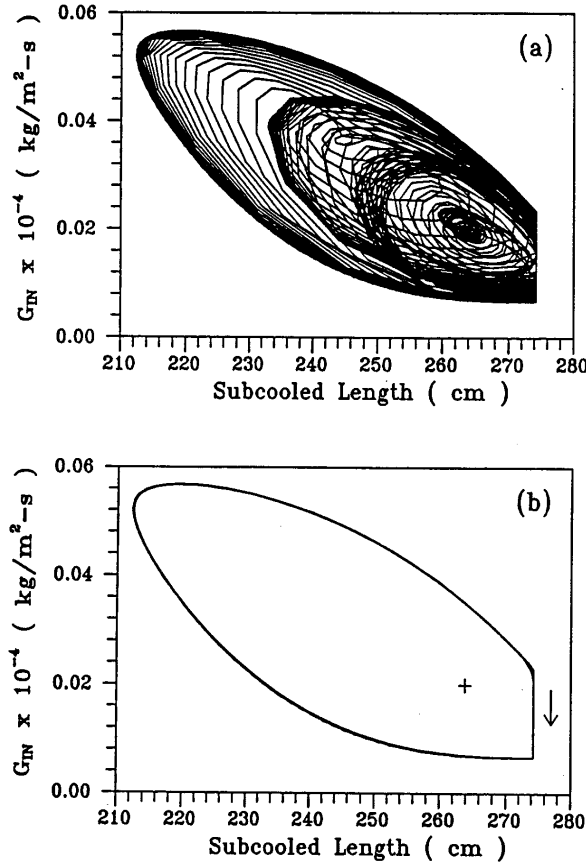 (a)
G_IN x 10^-4 ( kg/m^2-s )
0.06
0.04
0.02
0.00
210 220 230 240 250 260 270 280
Subcooled Length ( cm )
(b)
G_IN x 10^-4 ( kg/m^2-s )
0.06
0.04
0.02
0.00
210 220 230 240 250 260 270 280
Subcooled Length ( cm )